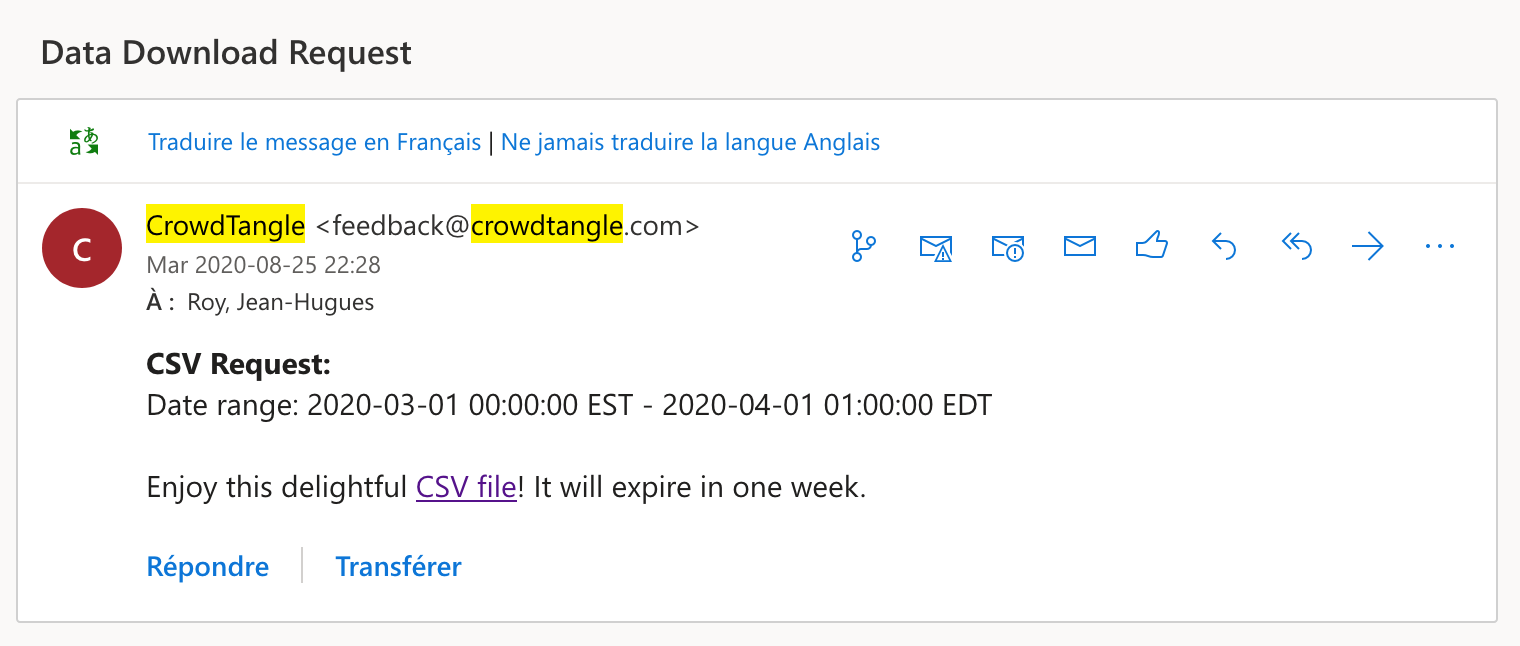 Data Download Request
Traduire le message en Français | Ne jamais traduire la langue Anglais
C
CrowdTangle <feedback@crowdtangle.com>
Mar 2020-08-25 22:28
À : Roy, Jean-Hugues
CSV Request:
Date range: 2020-03-01 00:00:00 EST - 2020-04-01 01:00:00 EDT
Enjoy this delightful CSV file! It will expire in one week.
Répondre | Transférer